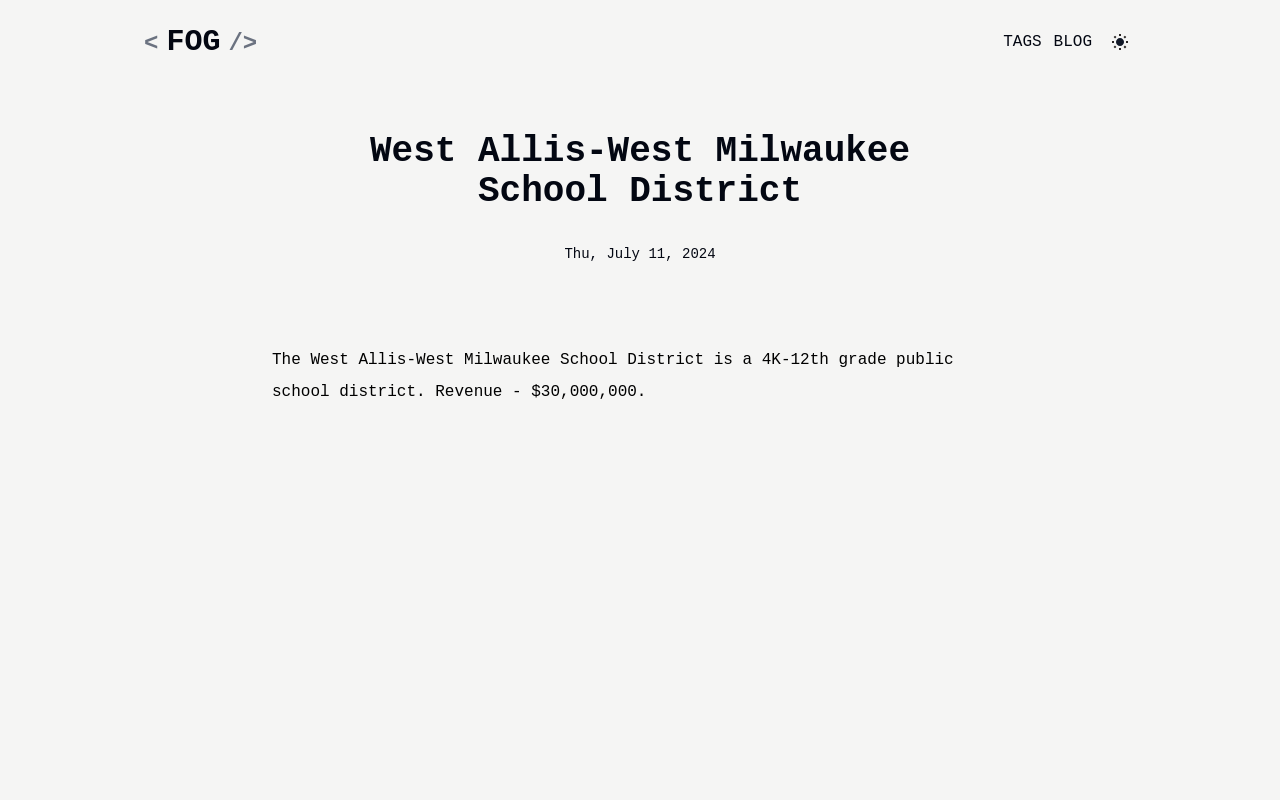 < FOG />
TAGS BLOG
West Allis-West Milwaukee
School District
Thu, July 11, 2024
The West Allis-West Milwaukee School District is a 4K-12th grade public
school district. Revenue - $30,000,000.